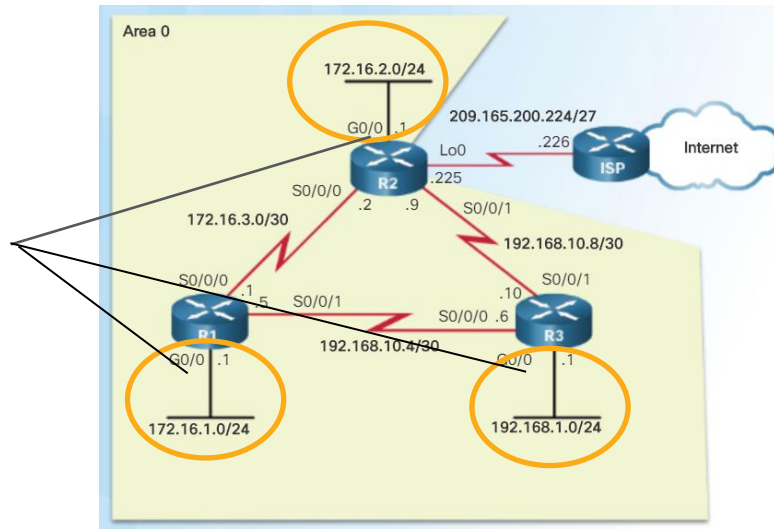 Area 0
172.16.2.0/24
G0/0 .1
209.165.200.224/27
Lo0
.226
Internet
ISP
R2
.225
S0/0/0
.2
.9
S0/0/1
172.16.3.0/30
192.168.10.8/30
S0/0/0
.1
S0/0/1
.10
.5
S0/0/1
S0/0/0
.6
R1
R3
192.168.10.4/30
G0/0 .1
G0/0 .1
172.16.1.0/24
192.168.1.0/24